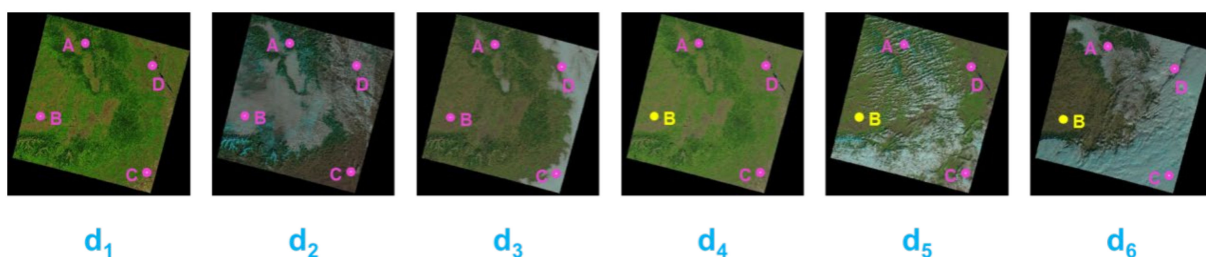 A A A A A A
D D D D D D
B B B B B B
C C C C C C
d1 d2 d3 d4 d5 d6